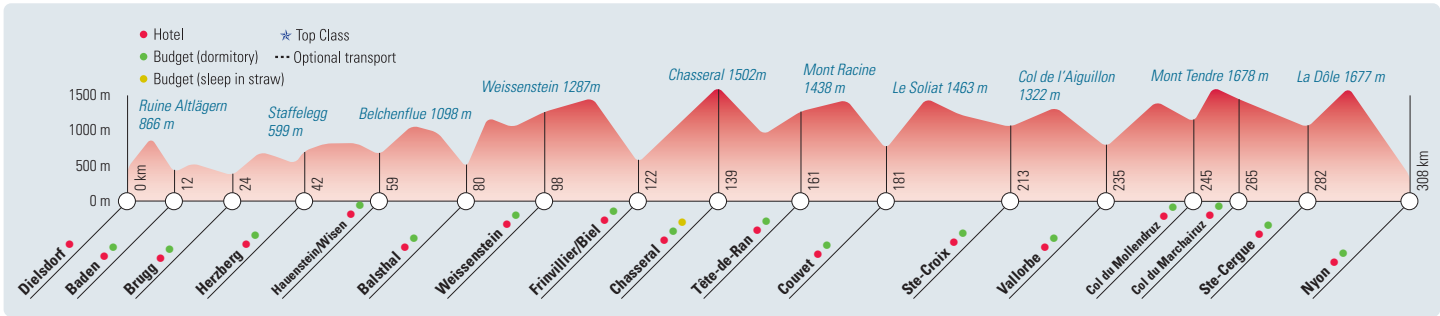 Hotel
Top Class
Budget (dormitory)
Optional transport
Budget (sleep in straw)
1500 m
1000 m
500 m
0 m
Ruine Altlägern
866 m
Staffelegg
599 m
Belchenflue 1098 m
Weissenstein 1287m
Chasseral 1502m
Mont Racine
1438 m
Le Soliat 1463 m
Col de l'Aiguillon
1322 m
Mont Tendre 1678 m
La Dôle 1677 m
0 km
12
24
42
59
80
98
122
139
161
181
213
235
245
265
282
308 km
Dielsdorf
Baden
Brugg
Herzberg
Hauenstein/Wisen
Balsthal
Weissenstein
Frinvillier/Biel
Chasseral
Tête-de-Ran
Couvet
Ste-Croix
Vallorbe
Col du Mollendruz
Col du Marchairuz
Ste-Cergue
Nyon